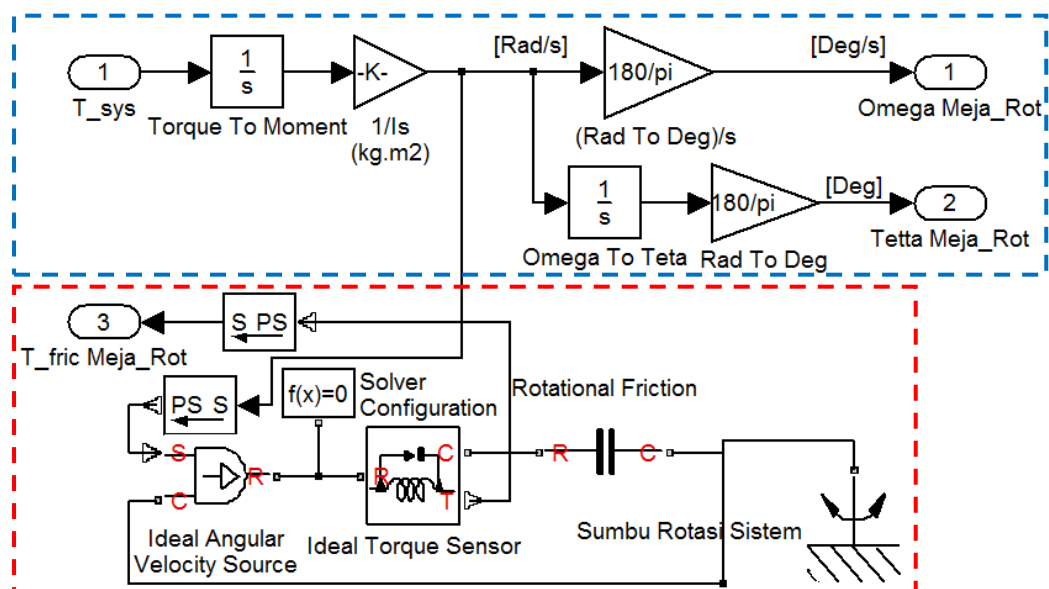 [Rad/s]
[Deg/s]
1
T_sys
1
s
Torque To Moment
-K-
1/Is
(kg.m2)
180/pi
(Rad To Deg)/s
1
Omega Meja_Rot
1
s
Omega To Teta
180/pi
Rad To Deg
[Deg]
2
Tetta Meja_Rot
3
T_fric Meja_Rot
S PS
PS S
f(x)=0
Solver
Configuration
Rotational Friction
S
C
R
Ideal Angular
Velocity Source
R
C
T
Ideal Torque Sensor
R
C
Sumbu Rotasi Sistem